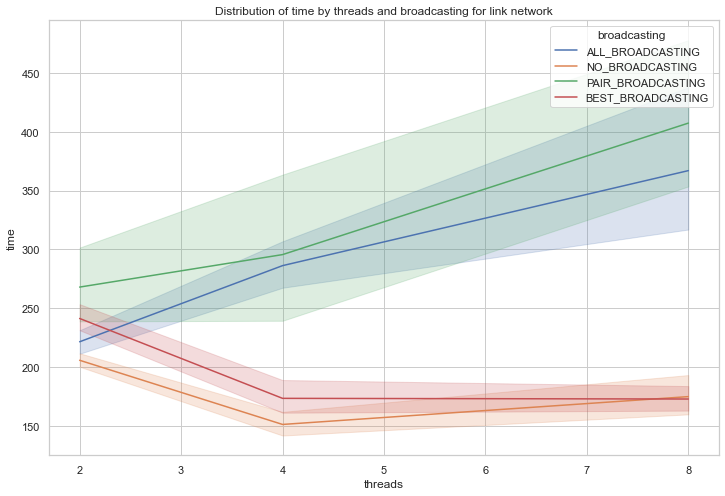 Distribution of time by threads and broadcasting for link network
broadcasting
ALL_BROADCASTING
NO_BROADCASTING
PAIR_BROADCASTING
BEST_BROADCASTING
time
450
400
350
300
250
200
150
2 3 4 5 6 7 8
threads